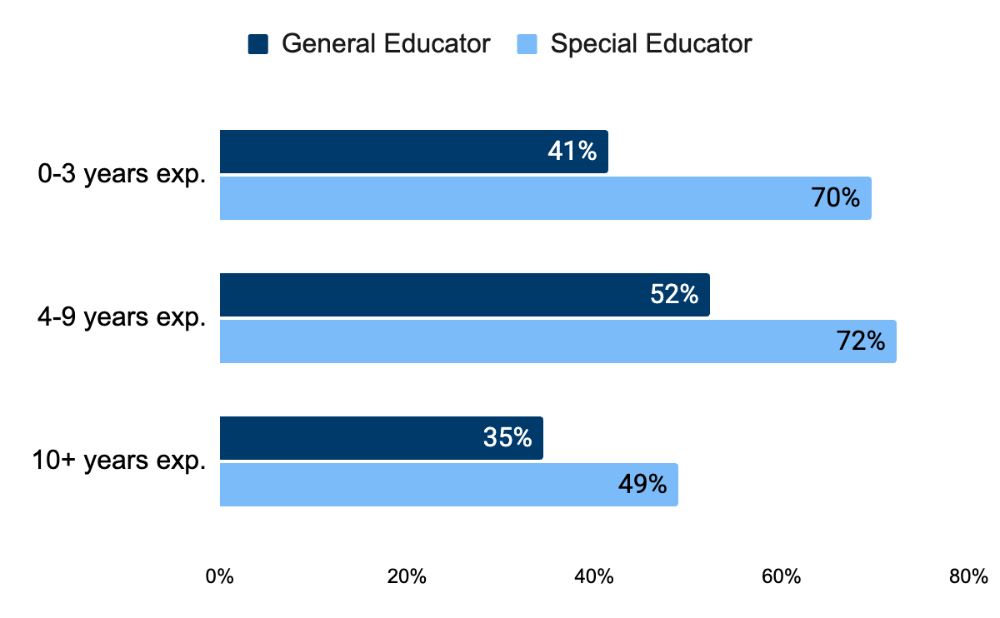 General Educator Special Educator
0-3 years exp.
41%
70%
4-9 years exp.
52%
72%
10+ years exp.
35%
49%
0% 20% 40% 60% 80%